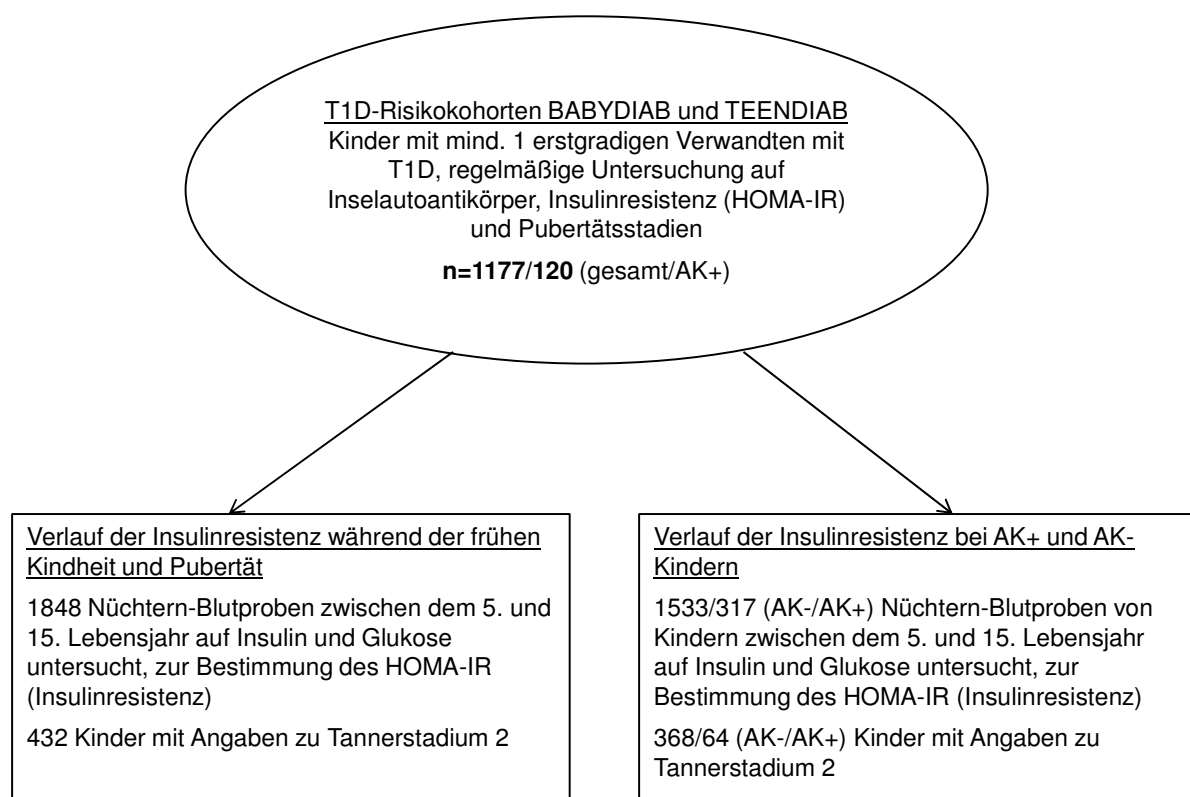 T1D-Risikokohorten BABYDIAB und TEENDIAB
Kinder mit mind. 1 erstgradigen Verwandten mit
T1D, regelmäßige Untersuchung auf
Inselautoantikörper, Insulinresistenz (HOMA-IR)
und Pubertätsstadien
n=1177/120 (gesamt/AK+)
Verlauf der Insulinresistenz während der frühen
Kindheit und Pubertät
1848 Nüchtern-Blutproben zwischen dem 5. und
15. Lebensjahr auf Insulin und Glukose
untersucht, zur Bestimmung des HOMA-IR
(Insulinresistenz)
432 Kinder mit Angaben zu Tannerstadium 2
Verlauf der Insulinresistenz bei AK+ und AK-
Kindern
1533/317 (AK-/AK+) Nüchtern-Blutproben von
Kindern zwischen dem 5. und 15. Lebensjahr
auf Insulin und Glukose untersucht, zur
Bestimmung des HOMA-IR (Insulinresistenz)
368/64 (AK-/AK+) Kinder mit Angaben zu
Tannerstadium 2